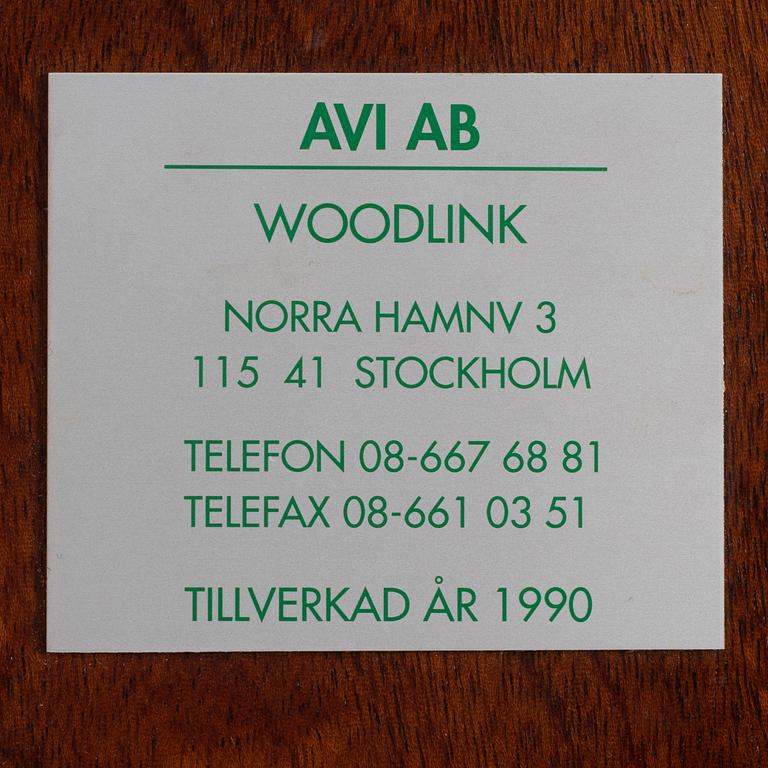 AVI AB
WOODLINK
NORRA HAMNV 3
115 41 STOCKHOLM
TELEFON 08-667 68 81
TELEFAX 08-661 03 51
TILLVERKAD ÅR 1990